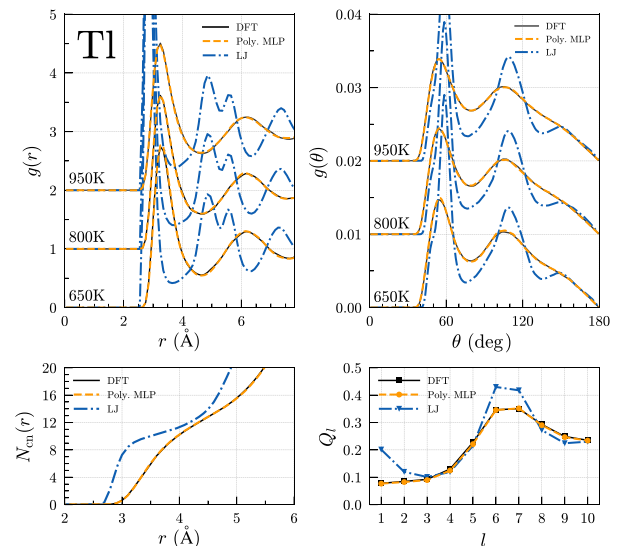 Tl
DFT
Poly. MLP
LJ
950K
800K
650K
0
1
2
3
4
5
g(r)
0
2
4
6
r (Å)
DFT
Poly. MLP
LJ
950K
800K
650K
0.00
0.01
0.02
0.03
0.04
g(θ)
0
60
120
180
θ (deg)
DFT
Poly. MLP
LJ
0
4
8
12
16
20
N_cn(r)
2
3
4
5
6
r (Å)
DFT
Poly. MLP
LJ
0.0
0.1
0.2
0.3
0.4
0.5
Q_l
1 2 3 4 5 6 7 8 9 10
l